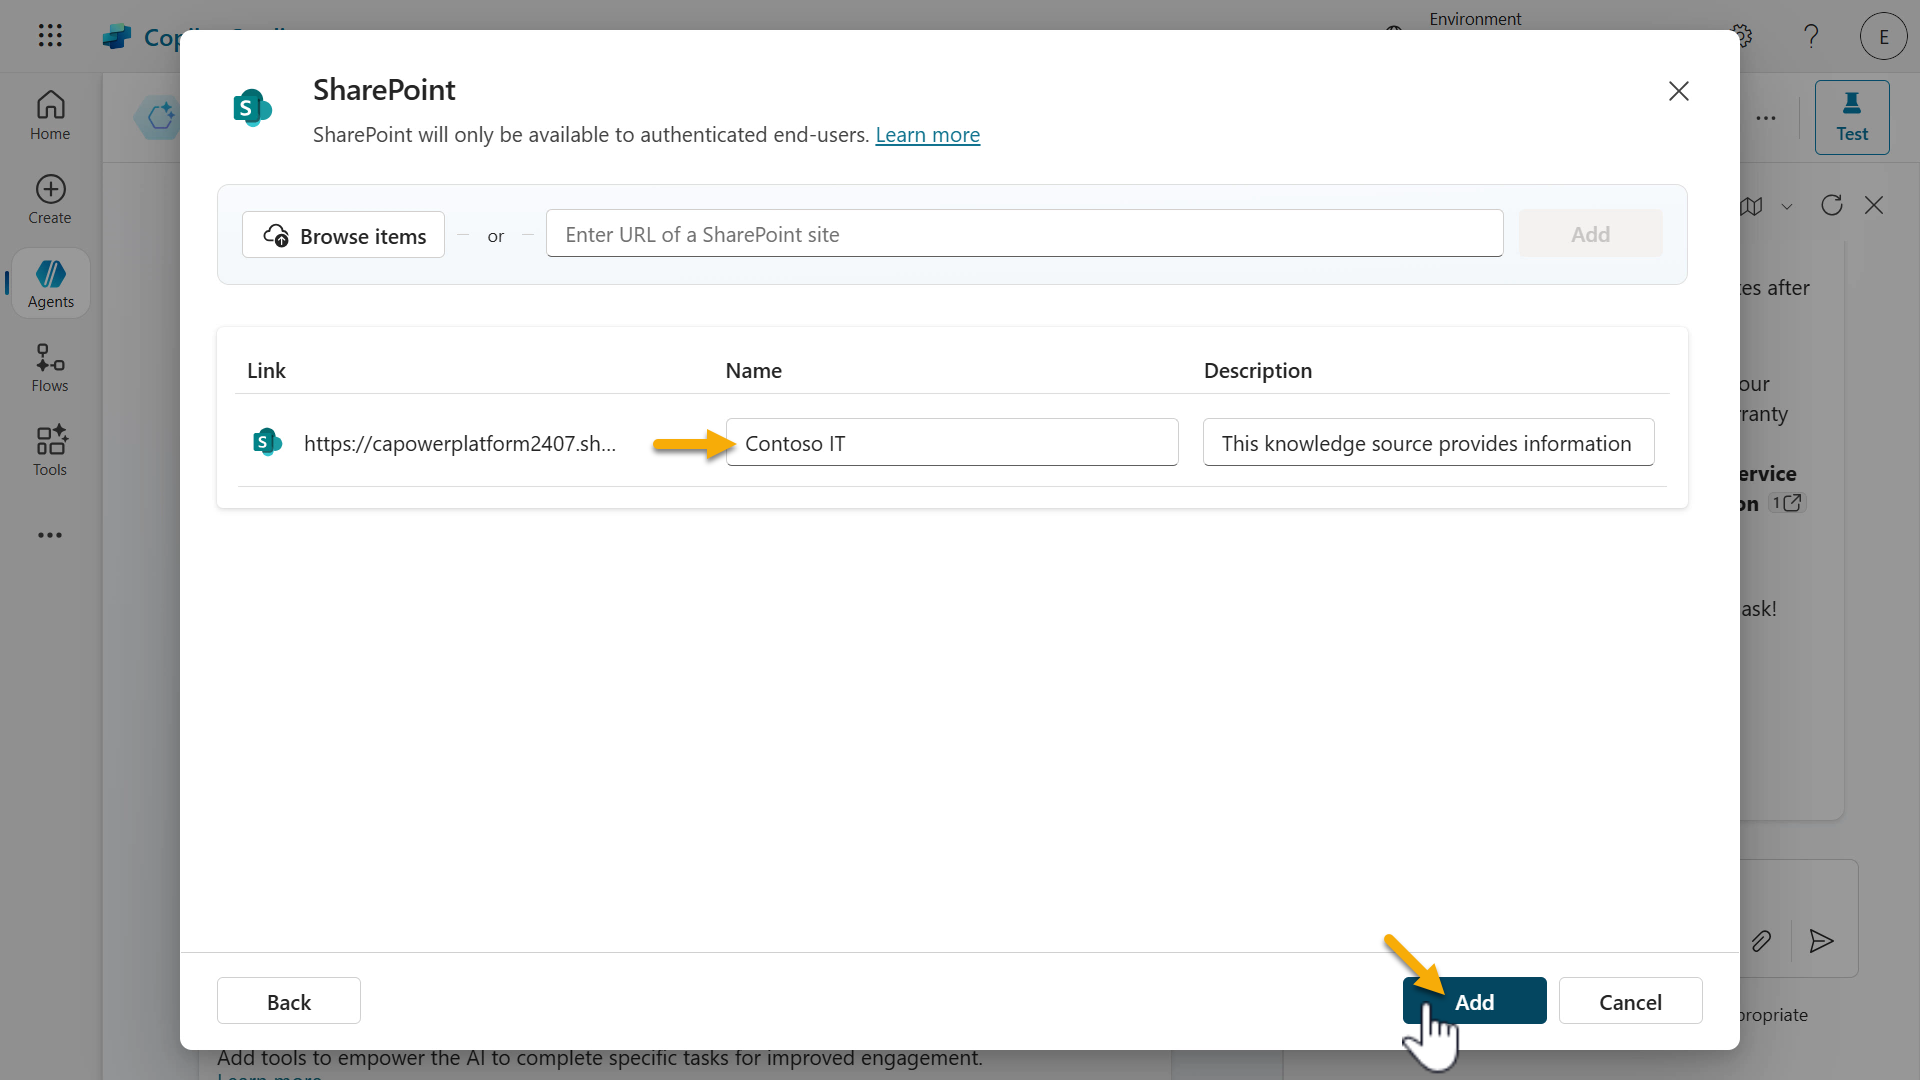 Environment
E
SharePoint
SharePoint will only be available to authenticated end-users. Learn more
Home
Test
Create
Browse items
or
Enter URL of a SharePoint site
Add
Agents
es after
Link
Name
Description
Flows
our
ranty
S
https://capowerplatform2407.sh...
Contoso IT
This knowledge source provides information
Tools
ervice
on 1
ask!
Back
Add
Cancel
propriate
Add tools to empower the AI to complete specific tasks for improved engagement.